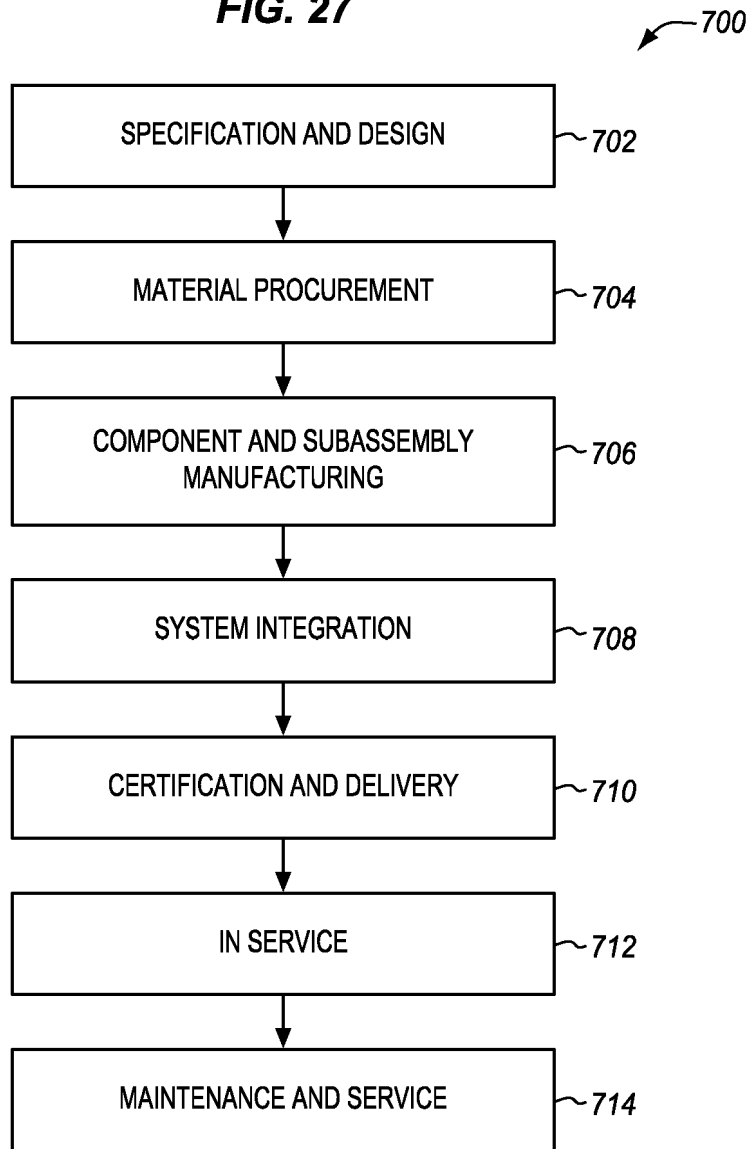 FIG. 27
700
SPECIFICATION AND DESIGN
702
MATERIAL PROCUREMENT
704
COMPONENT AND SUBASSEMBLY
MANUFACTURING
706
SYSTEM INTEGRATION
708
CERTIFICATION AND DELIVERY
710
IN SERVICE
712
MAINTENANCE AND SERVICE
714